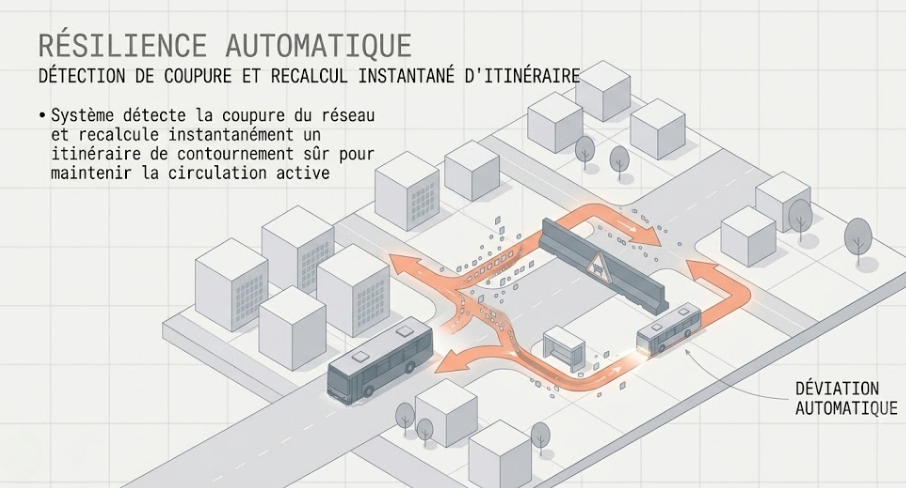 RÉSILIENCE AUTOMATIQUE
DÉTECTION DE COUPURE ET RECALCUL INSTANTANÉ D'ITINÉRAIRE
• Système détecte la coupure du réseau
et recalcule instantanément un
itinéraire de contournement sûr pour
maintenir la circulation active
DÉVIATION
AUTOMATIQUE